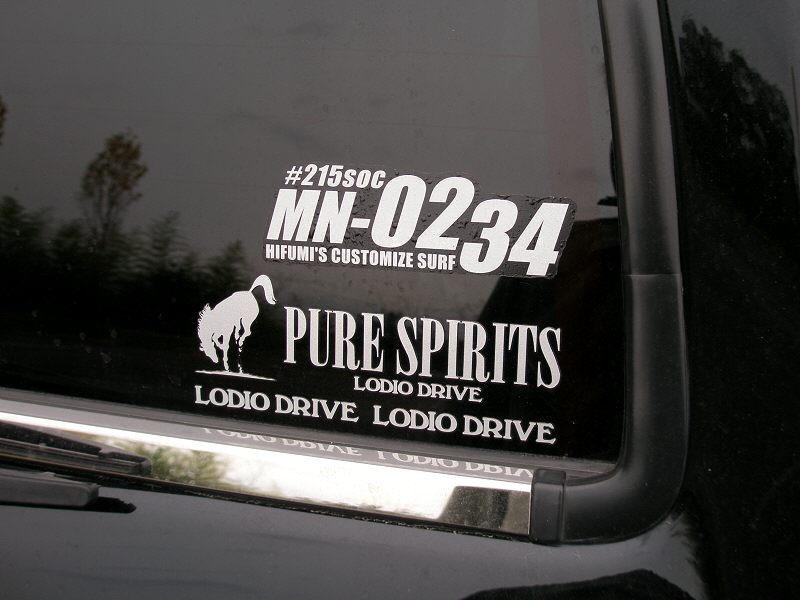 #215SOC
MN-0234
HIFUMI'S CUSTOMIZE SURF
PURE SPIRITS
LODIO DRIVE
LODIO DRIVE LODIO DRIVE